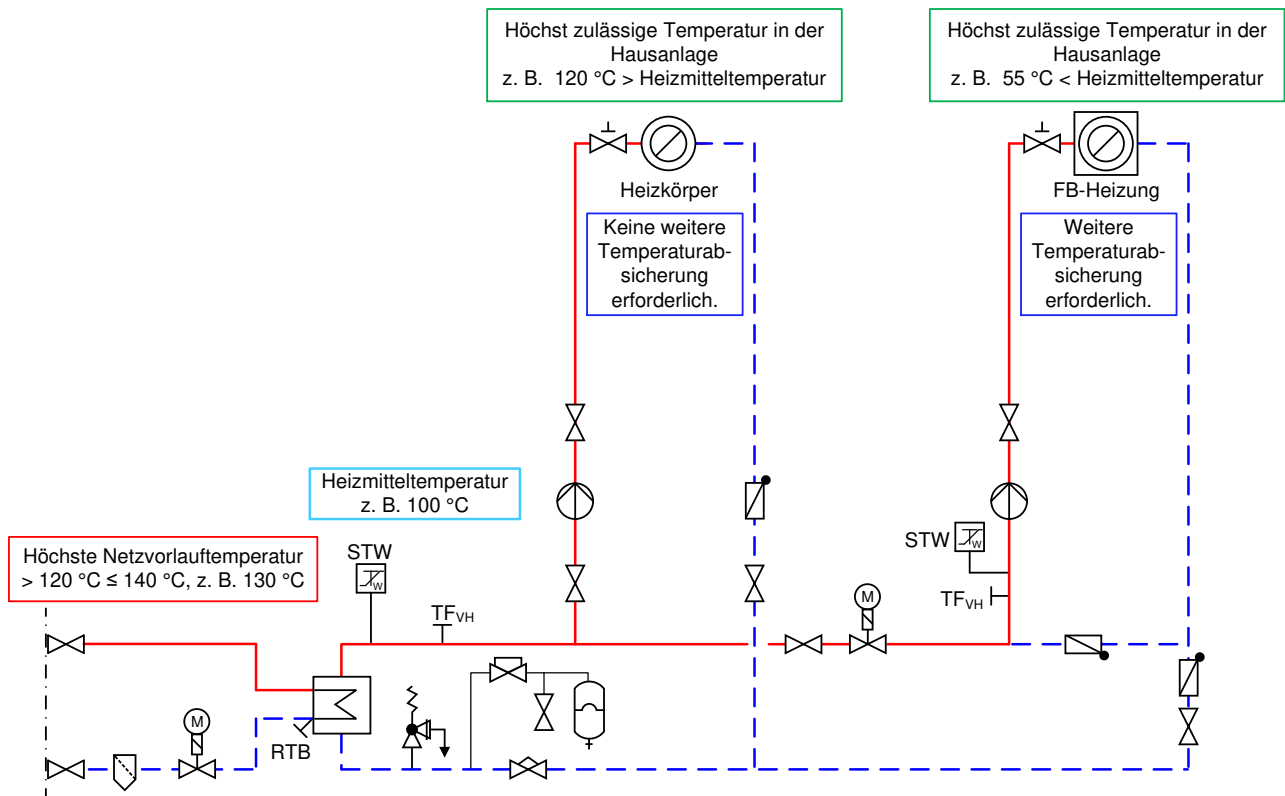 Höchst zulässige Temperatur in der
Hausanlage
z. B. 120 °C > Heizmitteltemperatur
Höchst zulässige Temperatur in der
Hausanlage
z. B. 55 °C < Heizmitteltemperatur
Heizkörper
FB-Heizung
Keine weitere
Temperaturab-
sicherung
erforderlich.
Weitere
Temperaturab-
sicherung
erforderlich.
Heizmitteltemperatur
z. B. 100 °C
Höchste Netzvorlauftemperatur
> 120 °C ≤ 140 °C, z. B. 130 °C
STW
W
TFVH
STW
W
TFVH
M
M
RTB